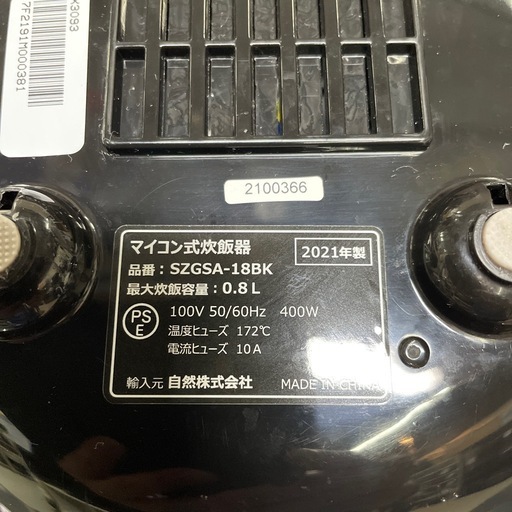 K3093
7F2191M000381
2100366
マイコン式炊飯器 2021年製
品番：SZGSA-18BK
最大炊飯容量：0.8L
PS E
100V 50/60Hz 400W
温度ヒューズ 172℃
電流ヒューズ 10A
輸入元 自然株式会社 MADE IN CHINA